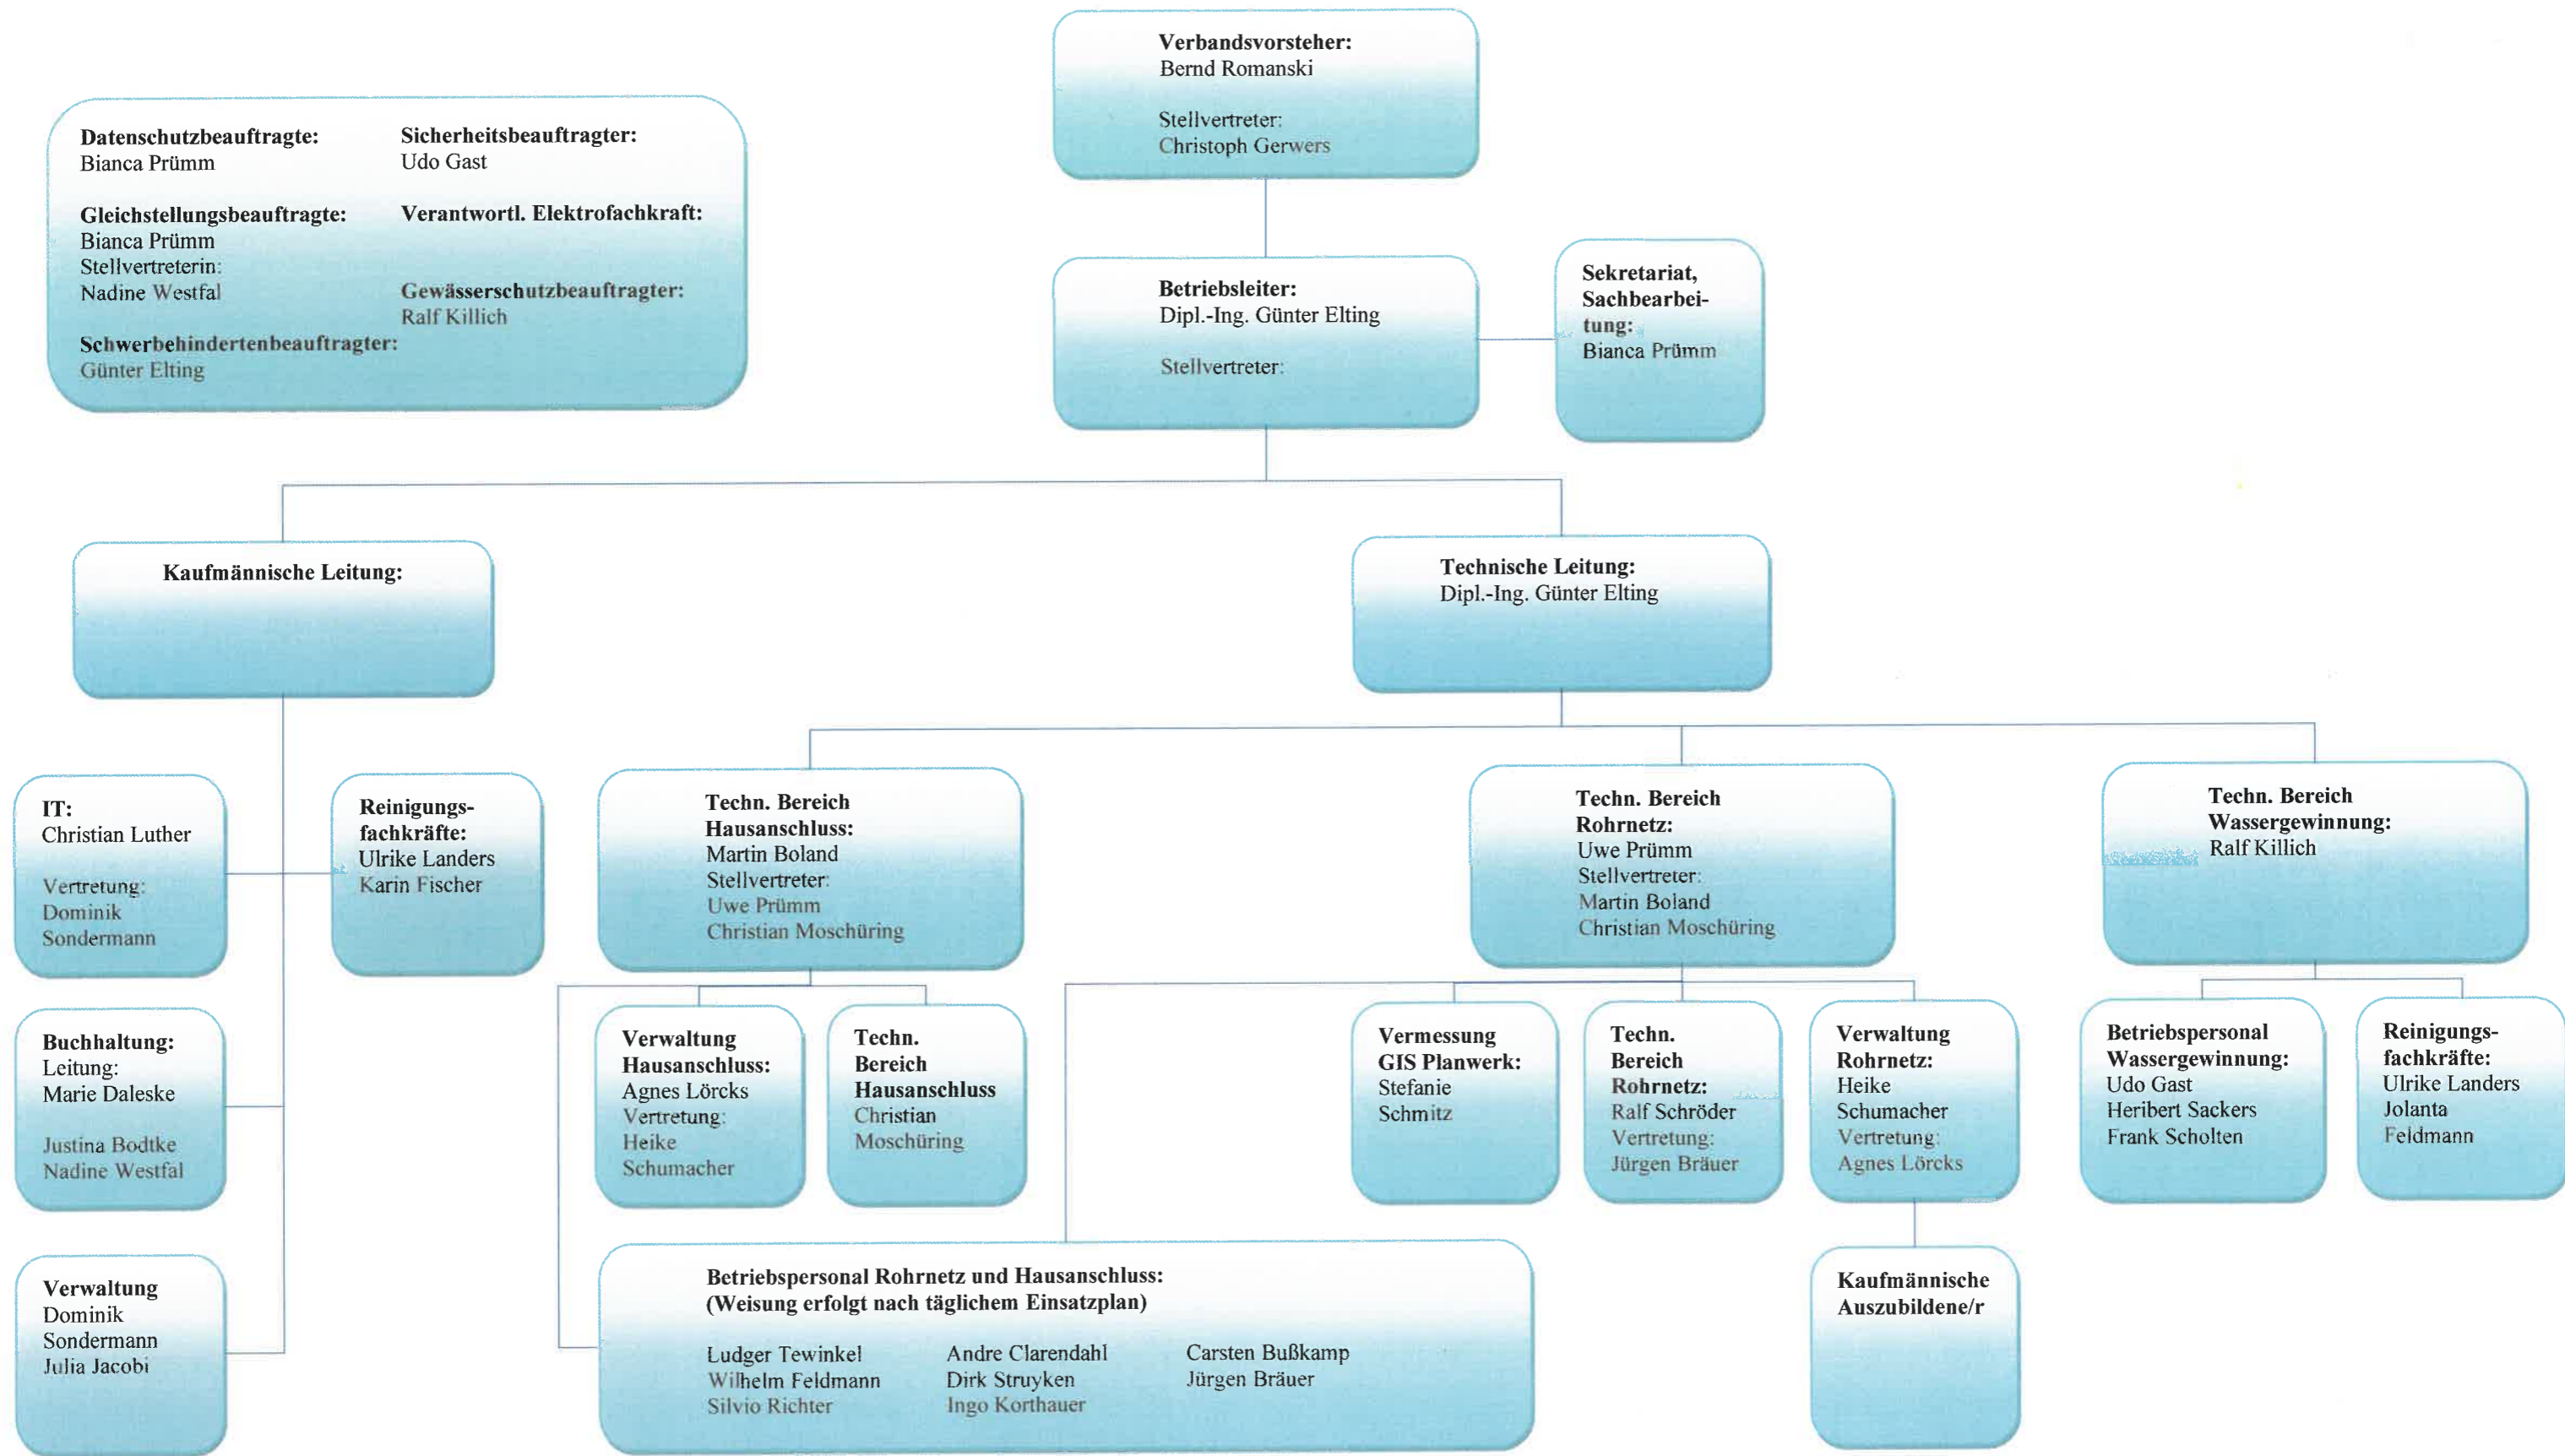 Verbandsvorsteher:
Bernd Romanski
Stellvertreter:
Christoph Gerwers
Datenschutzbeauftragte:
Bianca Prümm
Gleichstellungsbeauftragte:
Bianca Prümm
Stellvertreterin:
Nadine Westfal
Schwerbehindertenbeauftragter:
Günter Elting
Sicherheitsbeauftragter:
Udo Gast
Verantwortl. Elektrofachkraft:
Gewässerschutzbeauftragter:
Ralf Killich
Betriebsleiter:
Dipl.-Ing. Günter Elting
Stellvertreter:
Sekretariat,
Sachbearbei-
tung:
Bianca Prümm
Kaufmännische Leitung:
Technische Leitung:
Dipl.-Ing. Günter Elting
IT:
Christian Luther
Vertretung:
Dominik
Sondermann
Reinigungs-
fachkräfte:
Ulrike Landers
Karin Fischer
Techn. Bereich
Hausanschluss:
Martin Boland
Stellvertreter:
Uwe Prümm
Christian Moschüring
Techn. Bereich
Rohrnetz:
Uwe Prümm
Stellvertreter:
Martin Boland
Christian Moschüring
Techn. Bereich
Wassergewinnung:
Ralf Killich
Buchhaltung:
Leitung:
Marie Daleske
Justina Bodtke
Nadine Westfal
Verwaltung
Hausanschluss:
Agnes Lörcks
Vertretung:
Heike
Schumacher
Techn.
Bereich
Hausanschluss
Christian
Moschüring
Vermessung
GIS Planwerk:
Stefanie
Schmitz
Techn.
Bereich
Rohrnetz:
Ralf Schröder
Vertretung:
Jürgen Bräuer
Verwaltung
Rohrnetz:
Heike
Schumacher
Vertretung:
Agnes Lörcks
Betriebspersonal
Wassergewinnung:
Udo Gast
Heribert Sackers
Frank Scholten
Reinigungs-
fachkräfte:
Ulrike Landers
Jolanta
Feldmann
Verwaltung
Dominik
Sondermann
Julia Jacobi
Betriebspersonal Rohrnetz und Hausanschluss:
(Weisung erfolgt nach täglichem Einsatzplan)
Ludger Tewinkel Andre Clarendahl Carsten Bußkamp
Wilhelm Feldmann Dirk Struyken Jürgen Bräuer
Silvio Richter Ingo Korthauer
Kaufmännische
Auszubildene/r